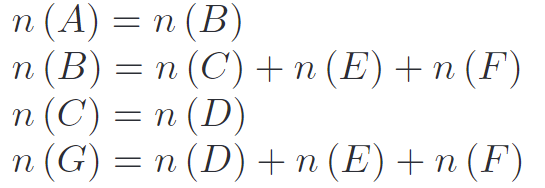 n (A) = n (B)
n (B) = n (C) + n (E) + n (F)
n (C) = n (D)
n (G) = n (D) + n (E) + n (F)